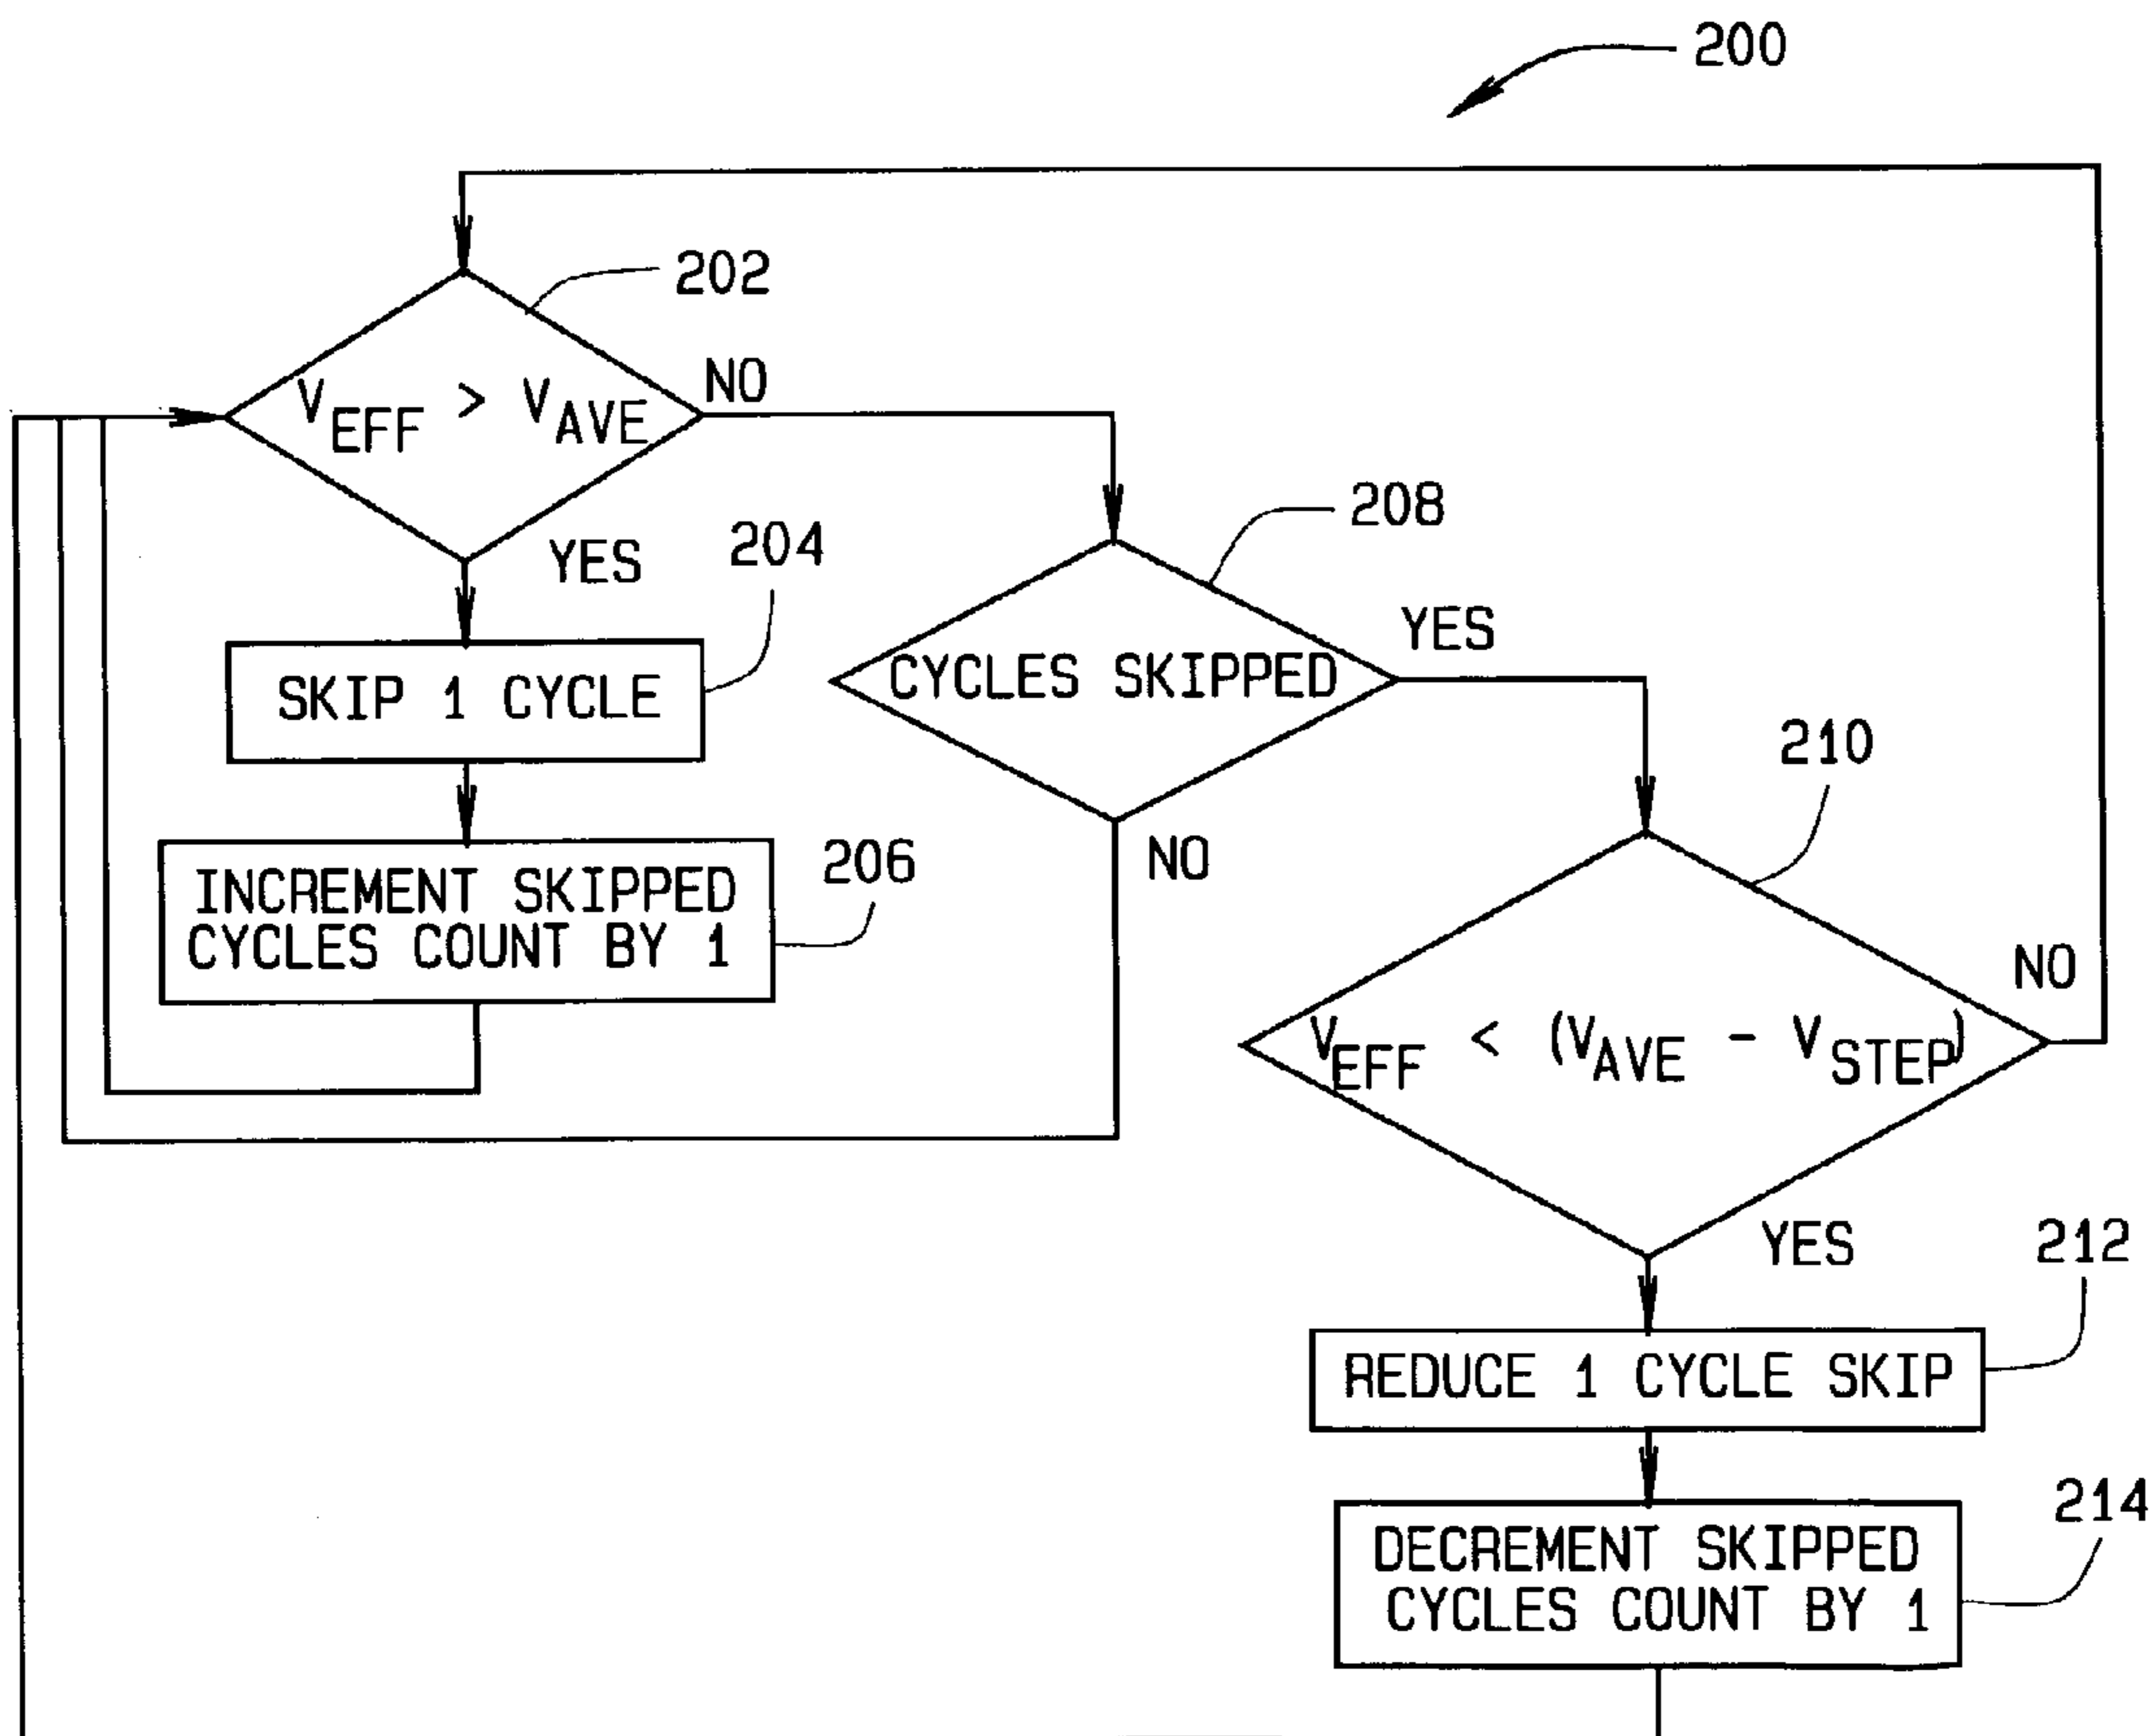 200
202
V_EFF > V_AVE
NO
YES
204
SKIP 1 CYCLE
206
INCREMENT SKIPPED
CYCLES COUNT BY 1
208
CYCLES SKIPPED
YES
NO
210
V_EFF < (V_AVE - V_STEP)
NO
YES
212
REDUCE 1 CYCLE SKIP
214
DECREMENT SKIPPED
CYCLES COUNT BY 1